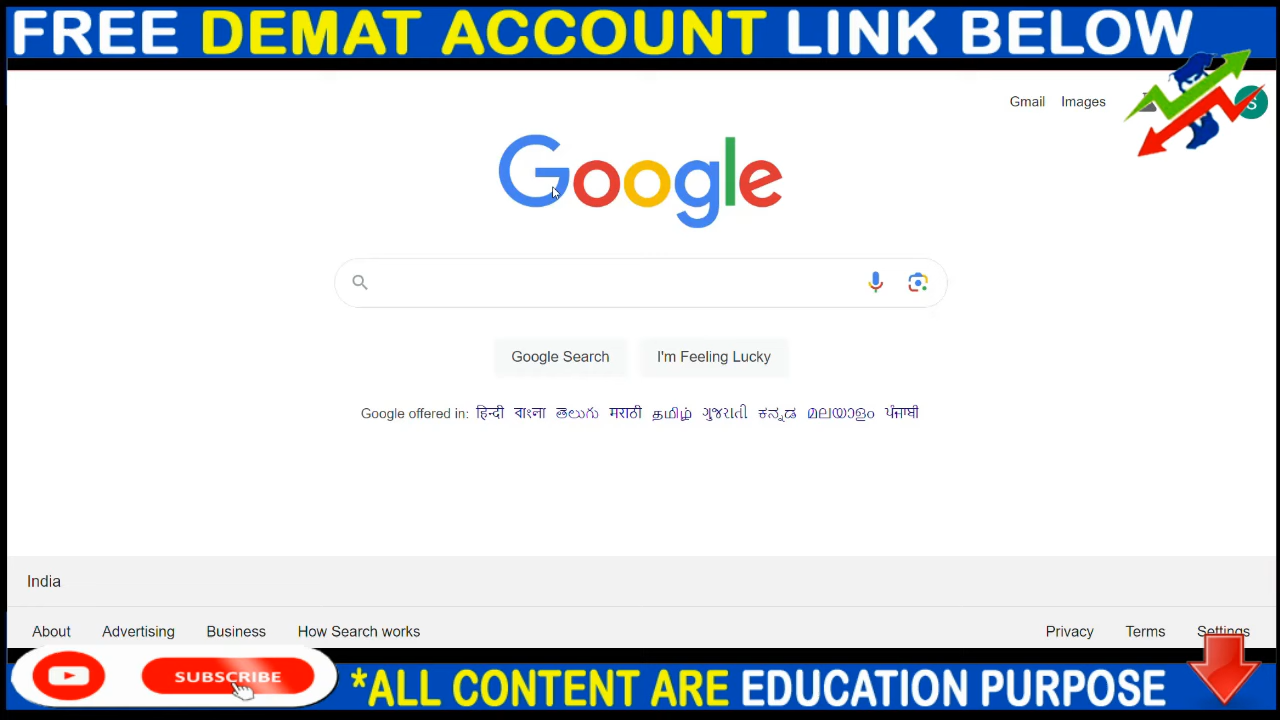 FREE DEMAT ACCOUNT LINK BELOW
Gmail Images S
Google
Google Search I'm Feeling Lucky
Google offered in: हिन्दी বাংলা తెలుగు मराठी தமிழ் ગુજરાતી ಕನ್ನಡ മലയാളം ਪੰਜਾਬੀ
India
About Advertising Business How Search works Privacy Terms Settings
SUBSCRIBE
*ALL CONTENT ARE EDUCATION PURPOSE